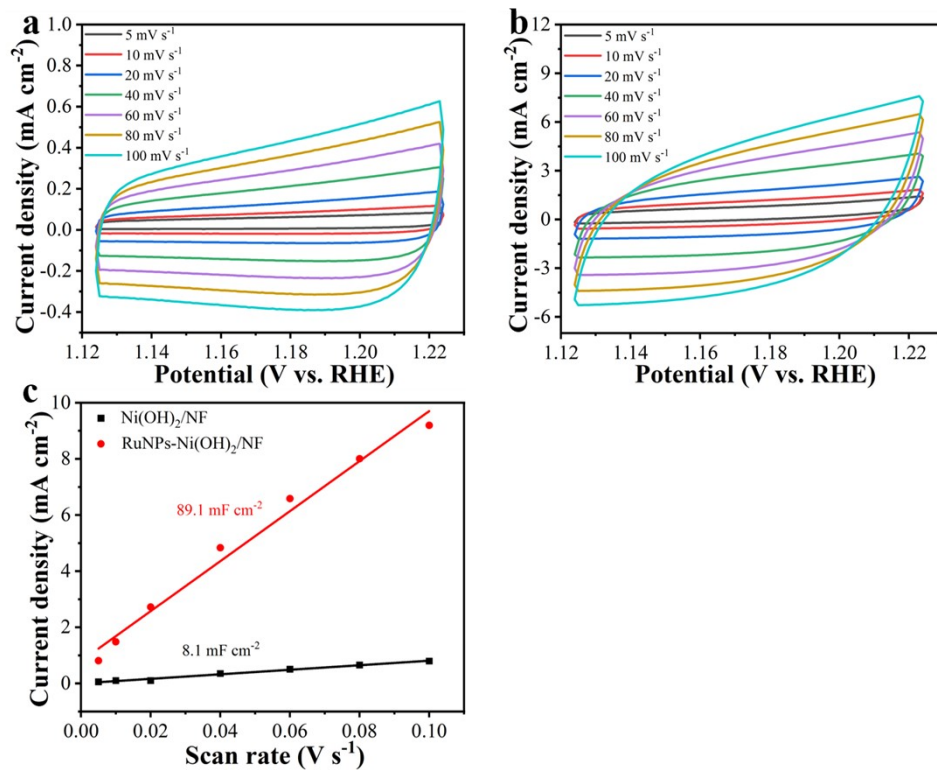 a
1.0
0.8
0.6
0.4
0.2
0.0
-0.2
-0.4
Current density (mA cm⁻²)
5 mV s⁻¹
10 mV s⁻¹
20 mV s⁻¹
40 mV s⁻¹
60 mV s⁻¹
80 mV s⁻¹
100 mV s⁻¹
1.12 1.14 1.16 1.18 1.20 1.22
Potential (V vs. RHE)
b
12
9
6
3
0
-3
-6
Current density (mA cm⁻²)
5 mV s⁻¹
10 mV s⁻¹
20 mV s⁻¹
40 mV s⁻¹
60 mV s⁻¹
80 mV s⁻¹
100 mV s⁻¹
1.12 1.14 1.16 1.18 1.20 1.22
Potential (V vs. RHE)
c
10
8
6
4
2
0
Current density (mA cm⁻²)
Ni(OH)₂/NF
RuNPs-Ni(OH)₂/NF
89.1 mF cm⁻²
8.1 mF cm⁻²
0.00 0.02 0.04 0.06 0.08 0.10
Scan rate (V s⁻¹)